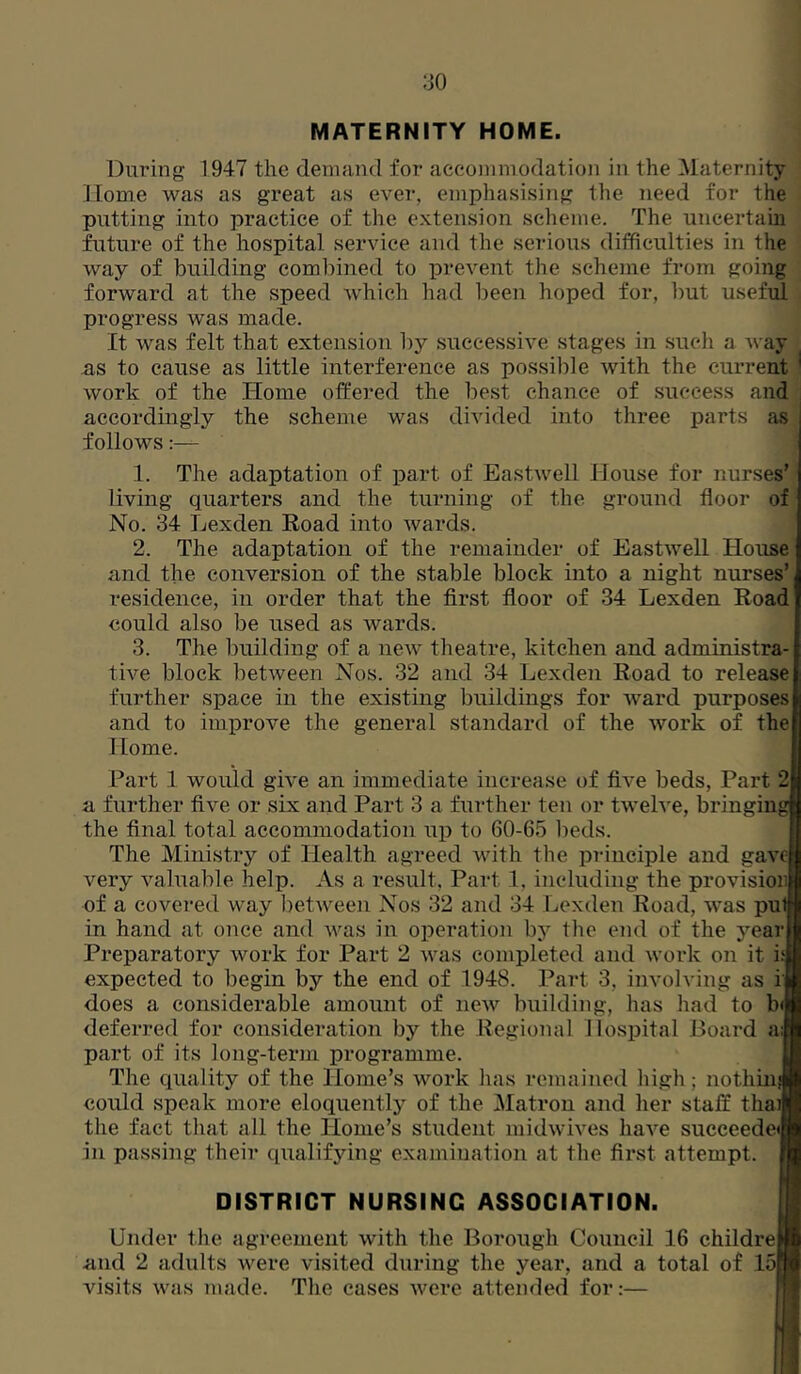 30
MATERNITY HOME.
During 1947 the demand for accommodation in the Maternity
Home was as great as ever, emphasising the need for the
putting into practice of the extension scheme. The uncertain
future of the hospital service and the serious difficulties in the
way of building combined to prevent the scheme from going
forward at the speed which had been hoped for, but useful
progress was made.
It was felt that extension by successive stages in such a way
as to cause as little interference as possible with the current
work of the Home offered the best chance of success and
accordingly the scheme was divided into three parts as
follows:—
1. The adaptation of part of Eastwell House for nurses'
living quarters and the turning of the ground floor of
No. 34 Lexden Road into wards.
2. The adaptation of the remainder of Eastwell House
and the conversion of the stable block into a night nurses'
residence, in order that the first floor of 34 Lexden Road
could also be used as wards.
3. The building of a new theatre, kitchen and administra-
tive block between Nos. 32 and 34 Lexden Road to release
further space in the existing buildings for ward purposes
and to improve the general standard of the work of the
Home.
Part 1 would give an immediate increase of five beds, Part 2
a further five or six and Part 3 a further ten or twelve, bringing
the final total accommodation up to 60-65 beds.
The Ministry of Health agreed with the principle and gave
very valuable help. As a result, Part 1, including the provision
of a covered way between Nos 32 and 34 Lexden Road, was put
in hand at once and was in operation by the end of the year
Preparatory work for Part 2 was completed and work on it is
expected to begin by the end of 1948. Part 3, involving as i
does a considerable amount of new building, has had to b
deferred for consideration by the Regional Hospital Board a
part of its long-term programme.
The quality of the Home's work has remained high; nothin
could speak more eloquently of the Matron and her staff tha
the fact that all the Home's student midwives have succeede
in passing their qualifying examination at the first attempt.
DISTRICT NURSING ASSOCIATION.
Under the agreement with the Borough Council 16 childre
and 2 adults were visited during the year, and a total of 15
visits was made. The cases were attended for:—